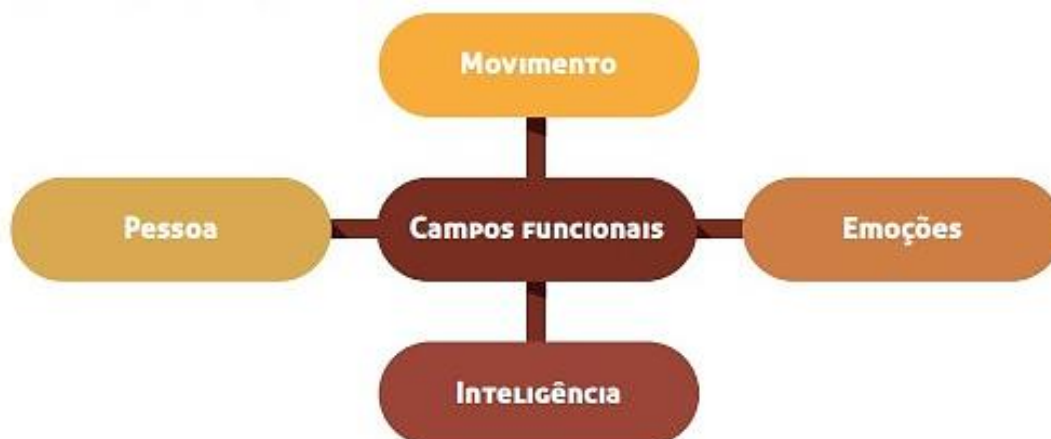 Movimento
Pessoa
Campos funcionais
Emoções
Inteligência